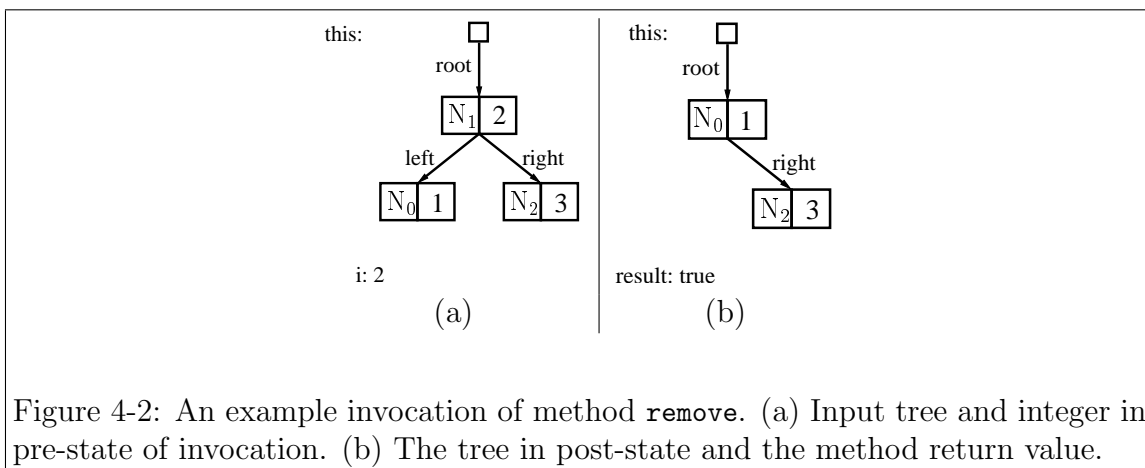 this:
root
N₁ 2
left right
N₀ 1 N₂ 3
i: 2
(a)
this:
root
N₀ 1
right
N₂ 3
result: true
(b)
Figure 4-2: An example invocation of method remove. (a) Input tree and integer in
pre-state of invocation. (b) The tree in post-state and the method return value.